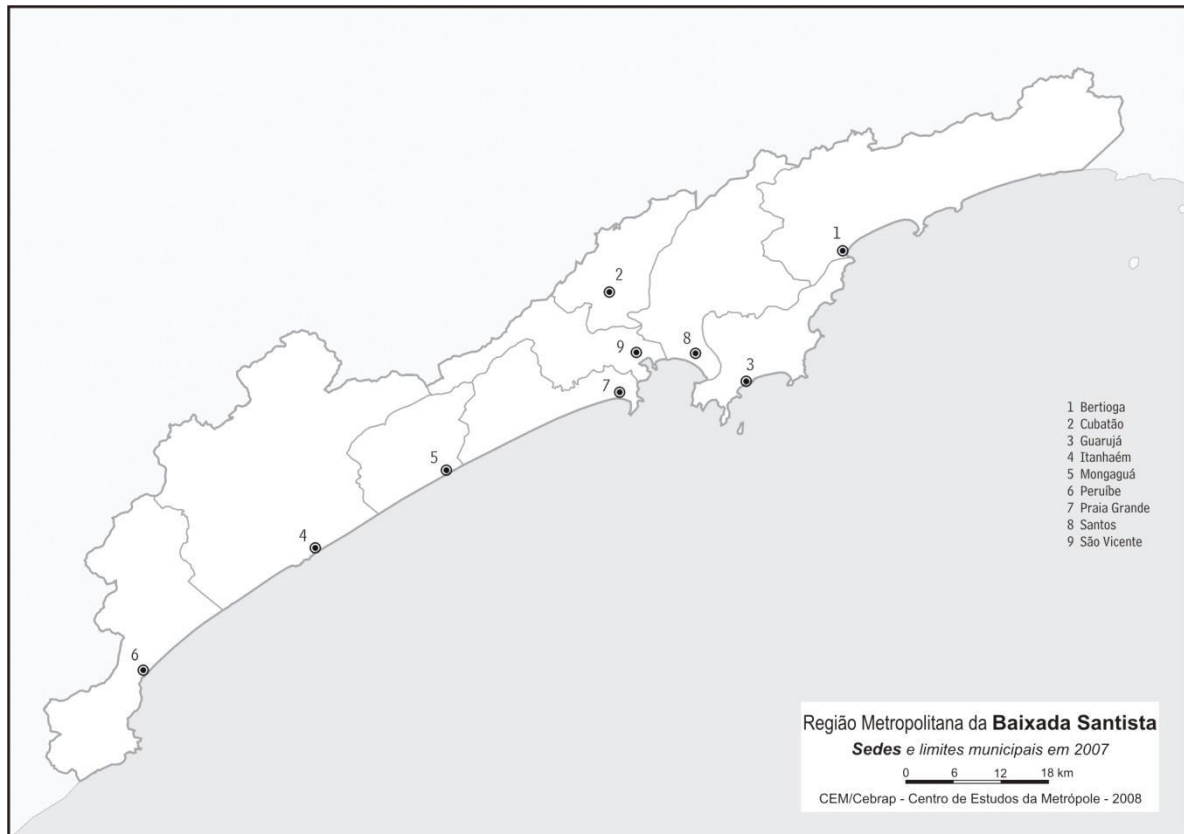 1
2
9
8
3
7
5
4
6
1 Bertioga
2 Cubatão
3 Guarujá
4 Itanhaém
5 Mongaguá
6 Peruíbe
7 Praia Grande
8 Santos
9 São Vicente
Região Metropolitana da Baixada Santista
Sedes e limites municipais em 2007
0 6 12 18 km
CEM/Cebrap - Centro de Estudos da Metrópole - 2008